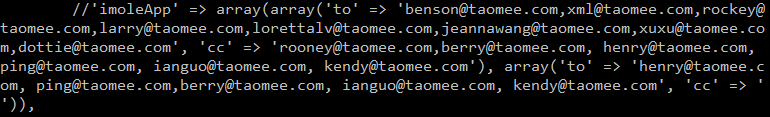 //'imoleApp' => array(array('to' => 'benson@taomee.com,xml@taomee.com,rockey@
taomee.com,larry@taomee.com,lorettalv@taomee.com,jeannawang@taomee.com,xuxu@taomee.co
m,dottie@taomee.com', 'cc' => 'rooney@taomee.com,berry@taomee.com, henry@taomee.com,
ping@taomee.com, ianguo@taomee.com, kendy@taomee.com'), array('to' => 'henry@taomee.c
om, ping@taomee.com,berry@taomee.com, ianguo@taomee.com, kendy@taomee.com', 'cc' => '
')),